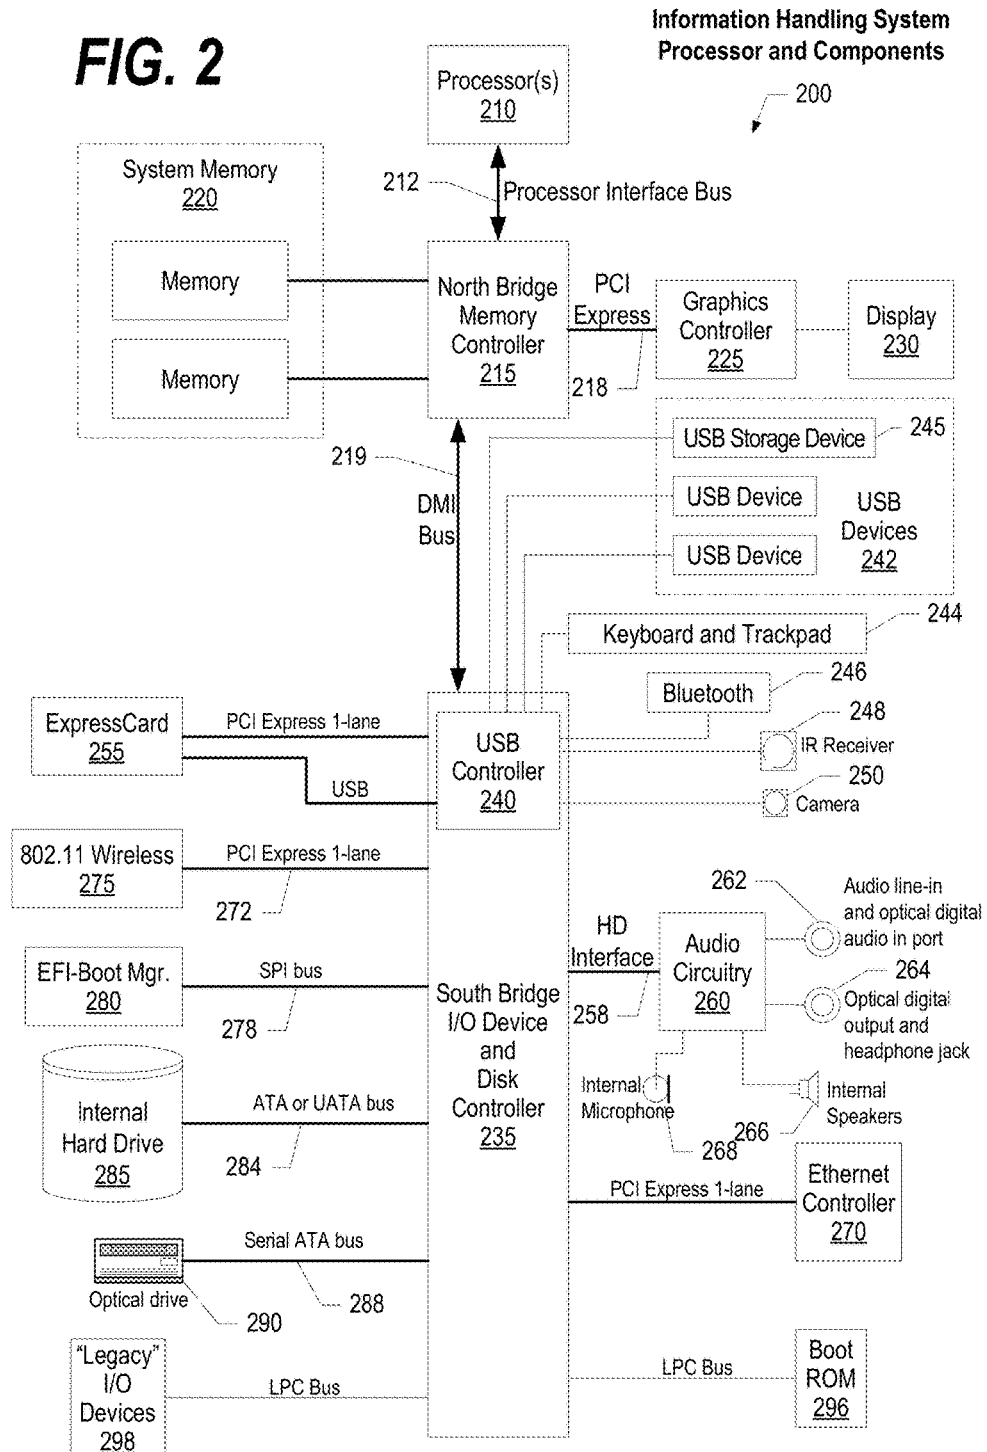 FIG. 2
Information Handling System
Processor and Components
200
Processor(s)
210
212
Processor Interface Bus
System Memory
220
Memory
Memory
North Bridge
Memory
Controller
215
PCI
Express
218
Graphics
Controller
225
Display
230
219
DMI
Bus
USB Storage Device
245
USB Device
USB Device
USB
Devices
242
Keyboard and Trackpad
244
Bluetooth
246
248
IR Receiver
250
Camera
ExpressCard
255
PCI Express 1-lane
USB
USB
Controller
240
802.11 Wireless
275
PCI Express 1-lane
272
EFI-Boot Mgr.
280
SPI bus
278
South Bridge
I/O Device
and
Disk
Controller
235
HD
Interface
258
Audio
Circuitry
260
262
Audio line-in
and optical digital
audio in port
264
Optical digital
output and
headphone jack
Internal
Microphone
268
266
Internal
Speakers
Internal
Hard Drive
285
ATA or UATA bus
284
PCI Express 1-lane
Ethernet
Controller
270
Serial ATA bus
288
Optical drive
290
"Legacy"
I/O
Devices
298
LPC Bus
LPC Bus
Boot
ROM
296